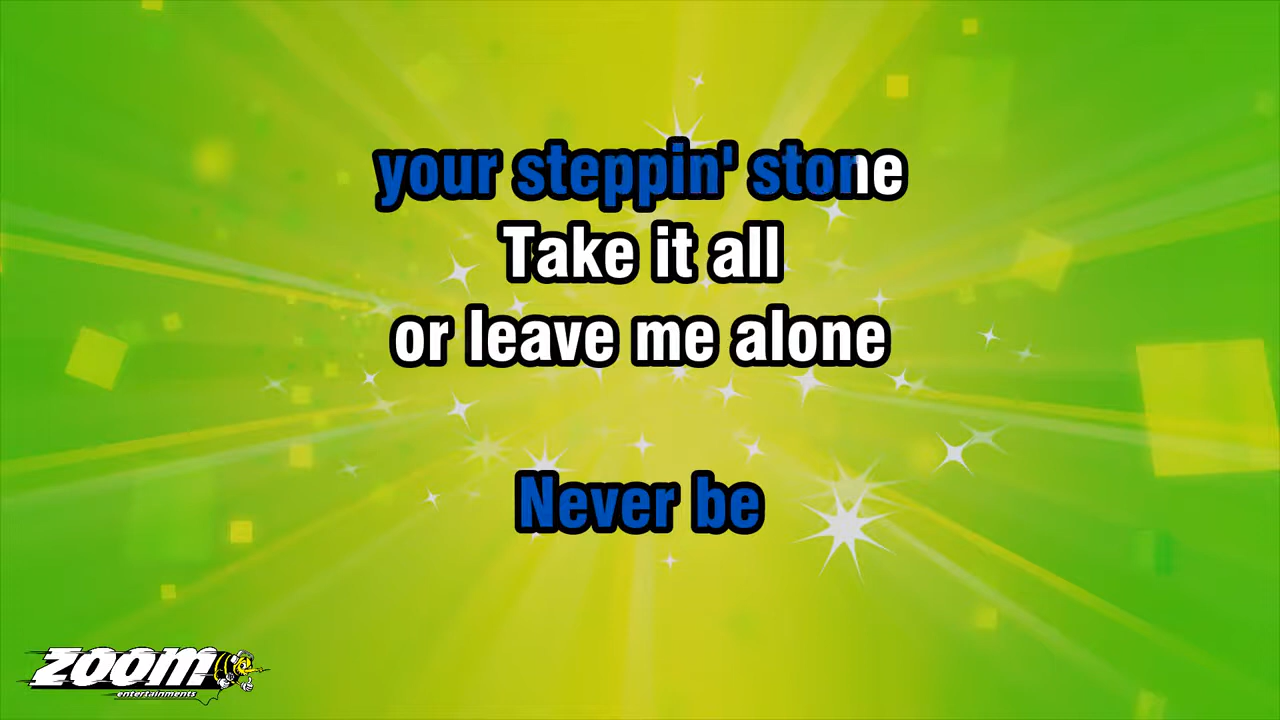 your steppin' stone
Take it all
or leave me alone
Never be
zoom
entertainments